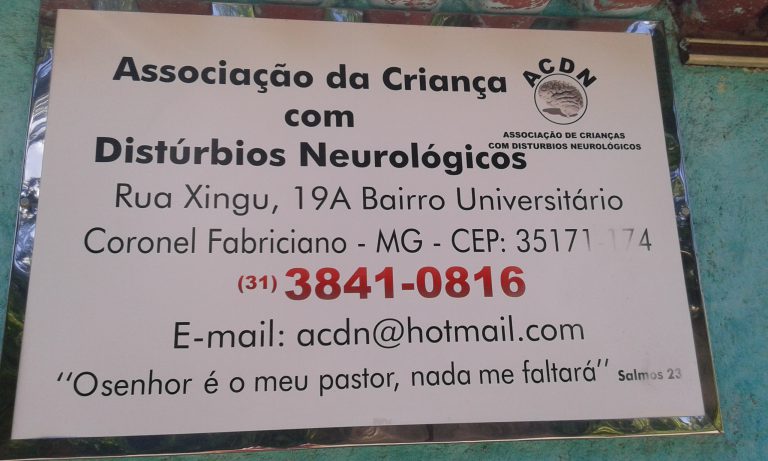 Associação da Criança
com
Distúrbios Neurológicos
ACDN
ASSOCIAÇÃO DE CRIANÇAS
COM DISTURBIOS NEUROLÓGICOS
Rua Xingu, 19A Bairro Universitário
Coronel Fabriciano - MG - CEP: 35171-174
(31) 3841-0816
E-mail: acdn@hotmail.com
"Osenhor é o meu pastor, nada me faltará" Salmos 23